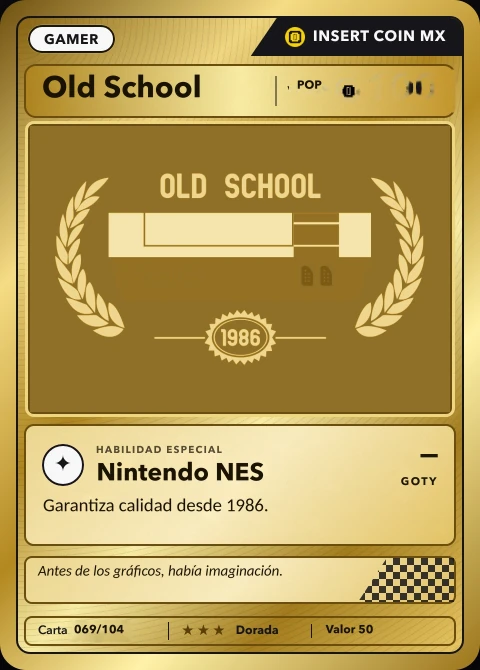 GAMER
INSERT COIN MX
Old School
POP
OLD SCHOOL
1986
HABILIDAD ESPECIAL
Nintendo NES
—
GOTY
Garantiza calidad desde 1986.
Antes de los gráficos, había imaginación.
Carta 069/104 ★★★ Dorada Valor 50